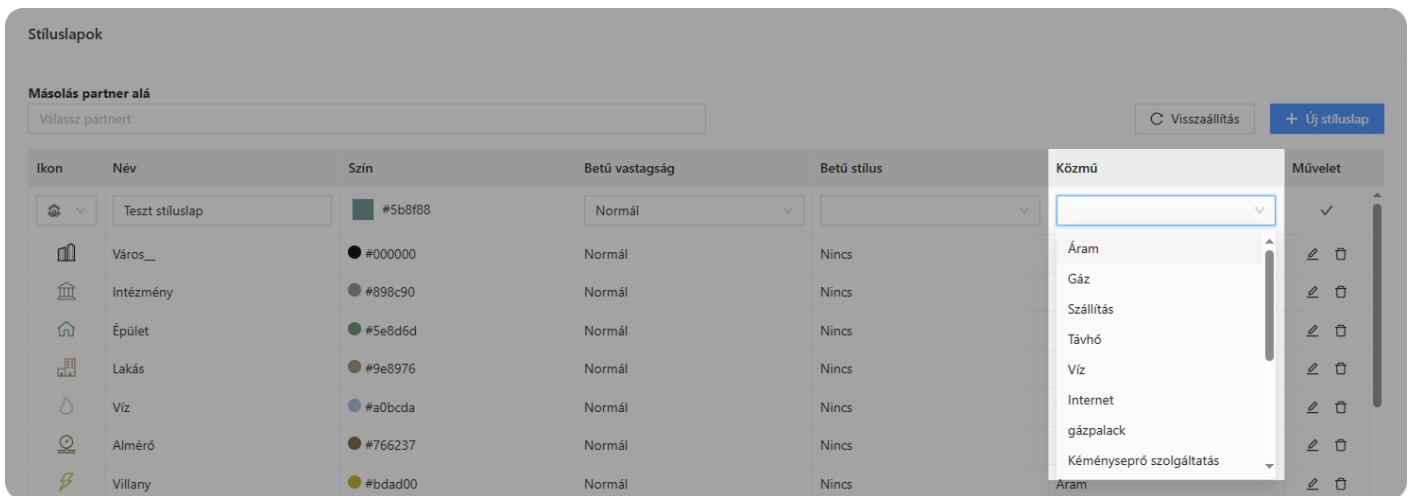 Stíluslapok
Másolás partner alá
Válassz partnert
Visszaállítás
+ Új stíluslap
Ikon Név Szín Betű vastagság Betű stílus Közmű Művelet
Teszt stíluslap #5b8f88 Normál
Áram
Város__ #000000 Normál Nincs
Gáz
Intézmény #898c90 Normál Nincs
Szállítás
Épület #5e8d6d Normál Nincs
Távhő
Lakás #9e8976 Normál Nincs
Víz
Internet
Víz #a0bcda Normál Nincs
gázpalack
Almérő #766237 Normál Nincs
Kéményseprő szolgáltatás
Villany #bdad00 Normál Nincs Áram